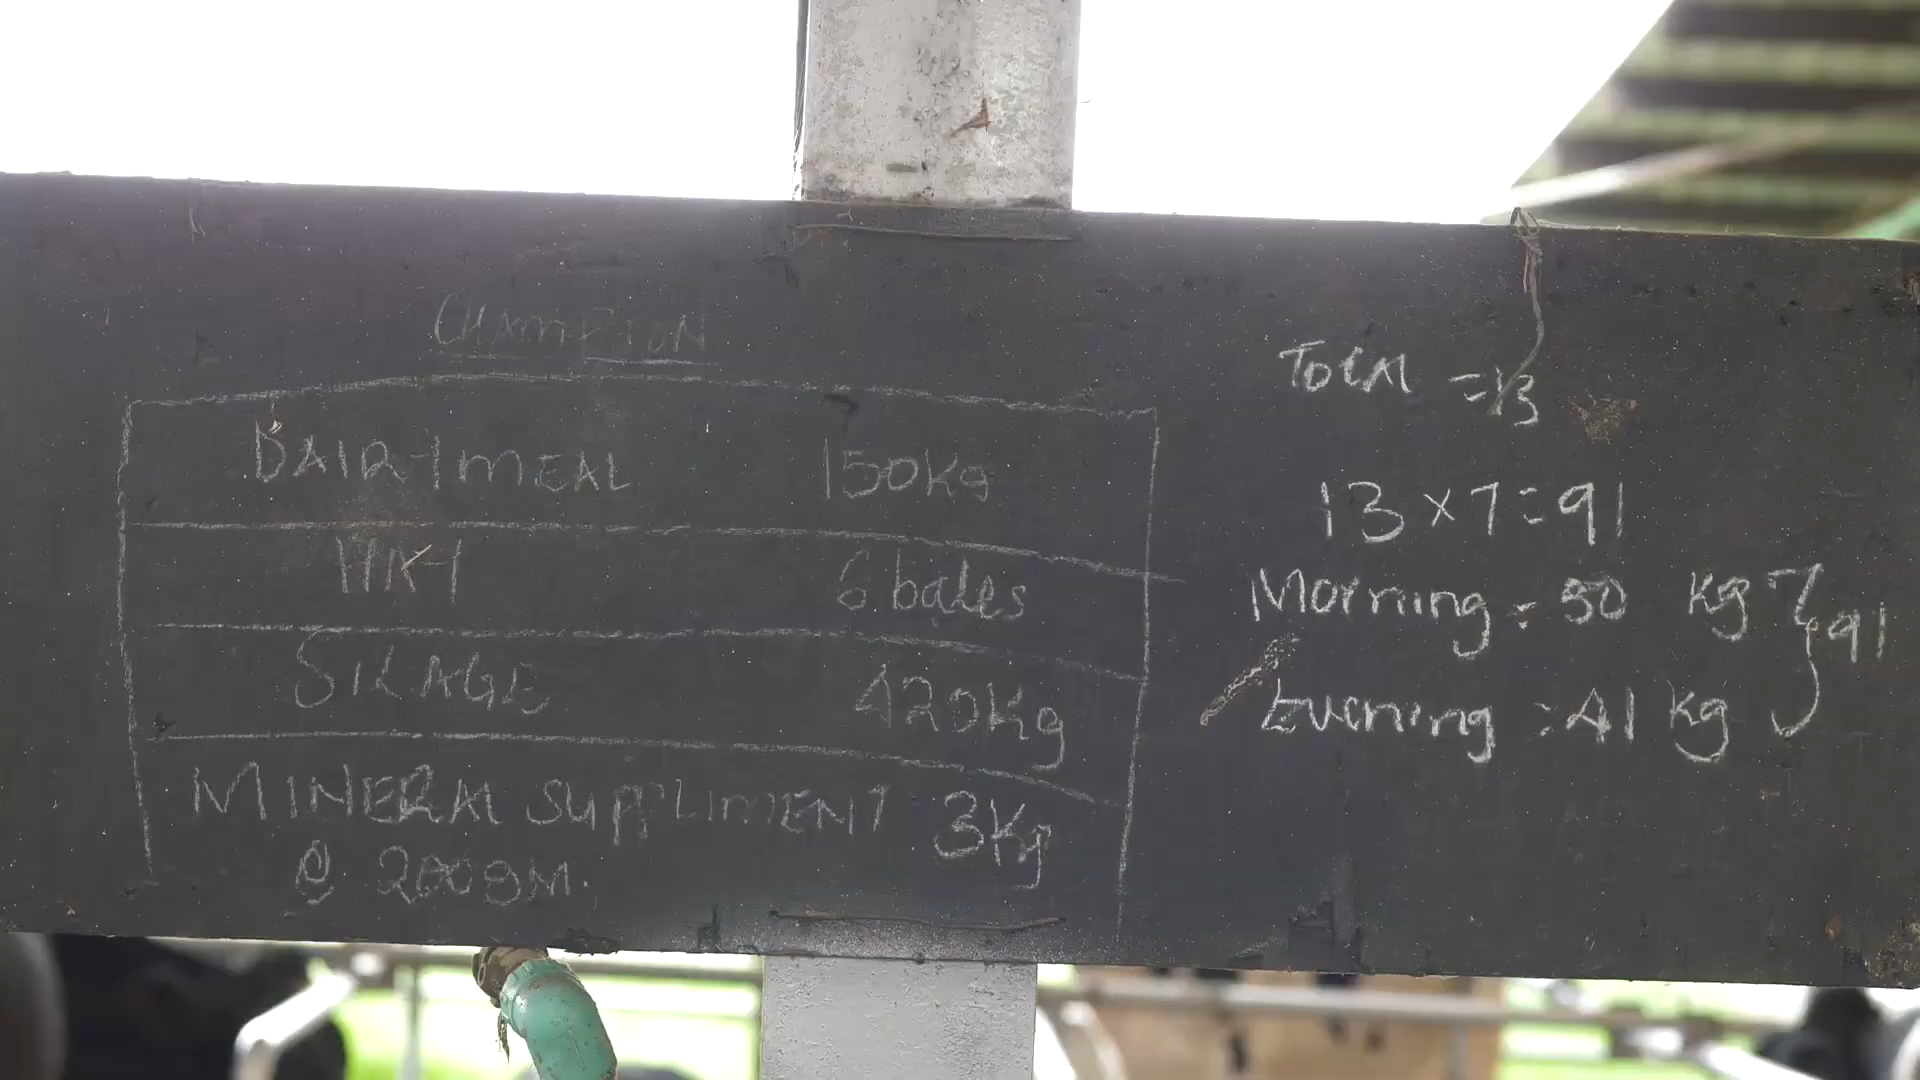 CHAMPION
DAIRYMEAL 150Kg
HAY 6 bales
SILAGE 420Kg
MINERAL SUPPLIMENT 3Kg
@ 200gM.
Total =13
13×7=91
Morning : 50 Kg } 91
Evening : 41 Kg